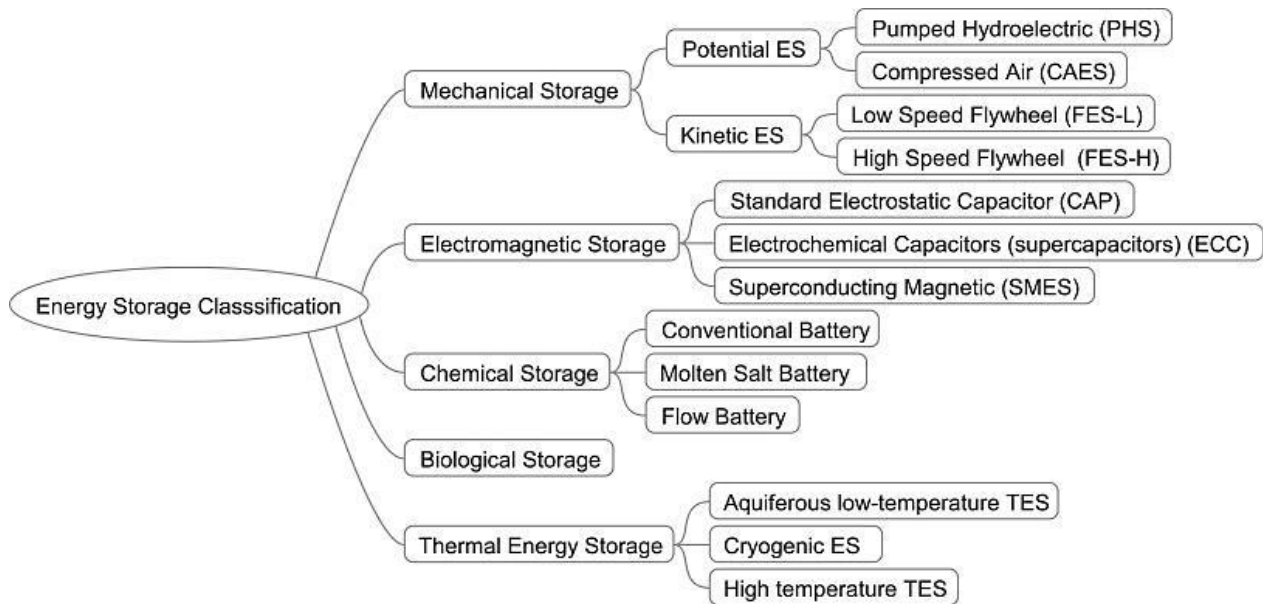 Energy Storage Classsification
Mechanical Storage
Potential ES
Pumped Hydroelectric (PHS)
Compressed Air (CAES)
Kinetic ES
Low Speed Flywheel (FES-L)
High Speed Flywheel (FES-H)
Electromagnetic Storage
Standard Electrostatic Capacitor (CAP)
Electrochemical Capacitors (supercapacitors) (ECC)
Superconducting Magnetic (SMES)
Chemical Storage
Conventional Battery
Molten Salt Battery
Flow Battery
Biological Storage
Thermal Energy Storage
Aquiferous low-temperature TES
Cryogenic ES
High temperature TES